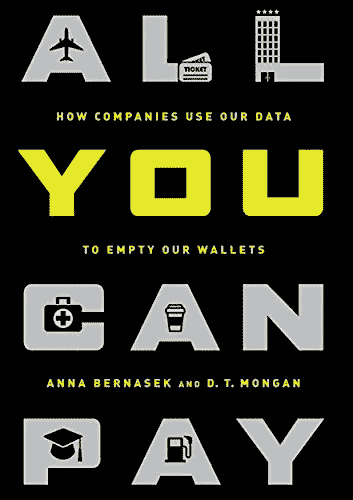 ALL
TICKET
HOW COMPANIES USE OUR DATA
YOU
TO EMPTY OUR WALLETS
CAN
ANNA BERNASEK AND D. T. MONGAN
PAY